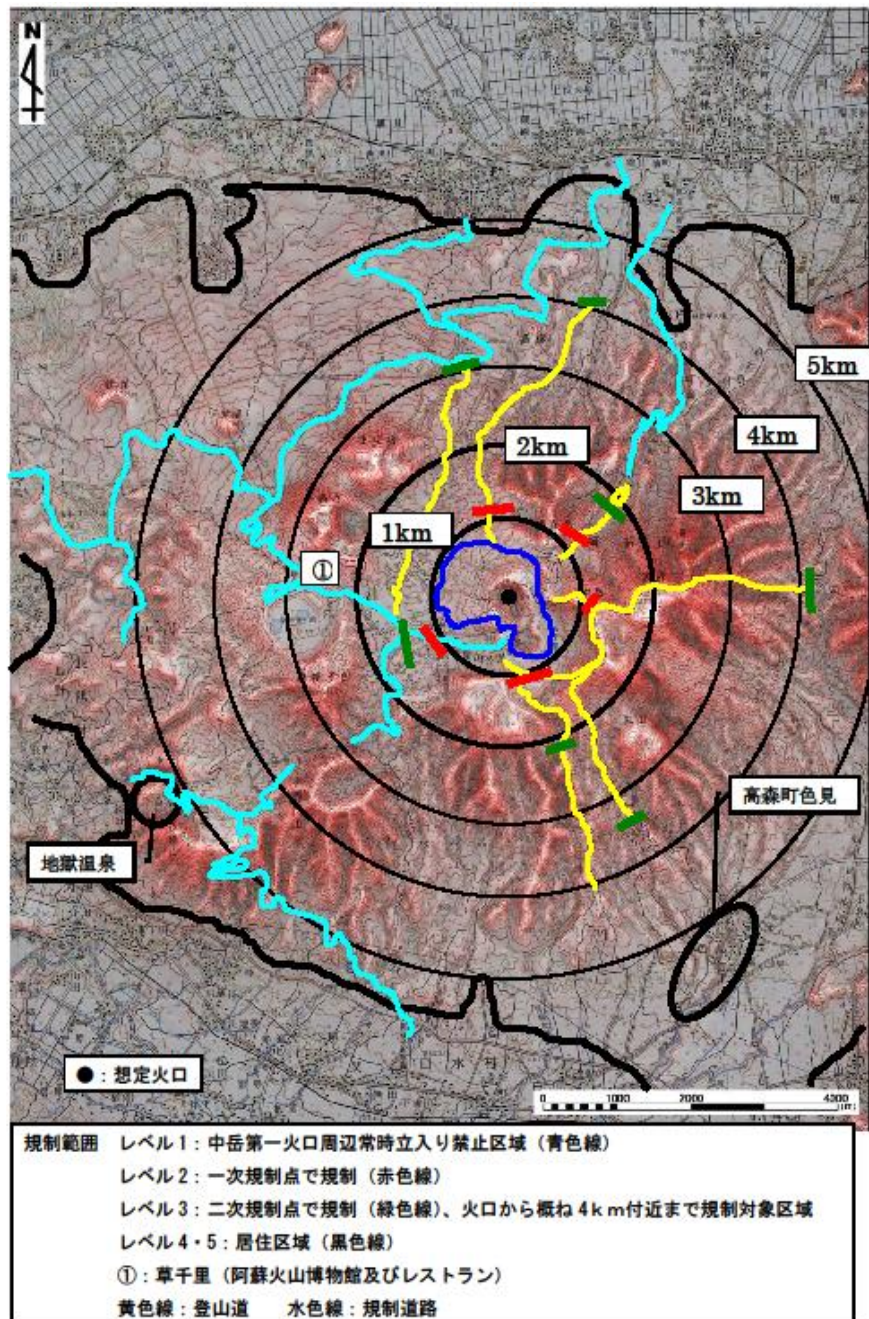 N
5km
4km
2km
3km
1km
①
高森町色見
地獄温泉
●：想定火口
0 1000 2000 4000
規制範囲 レベル１：中岳第一火口周辺常時立入り禁止区域（青色線）
レベル２：一次規制点で規制（赤色線）
レベル３：二次規制点で規制（緑色線）、火口から概ね４ｋｍ付近まで規制対象区域
レベル４・５：居住区域（黒色線）
①：草千里（阿蘇火山博物館及びレストラン）
黄色線：登山道 水色線：規制道路